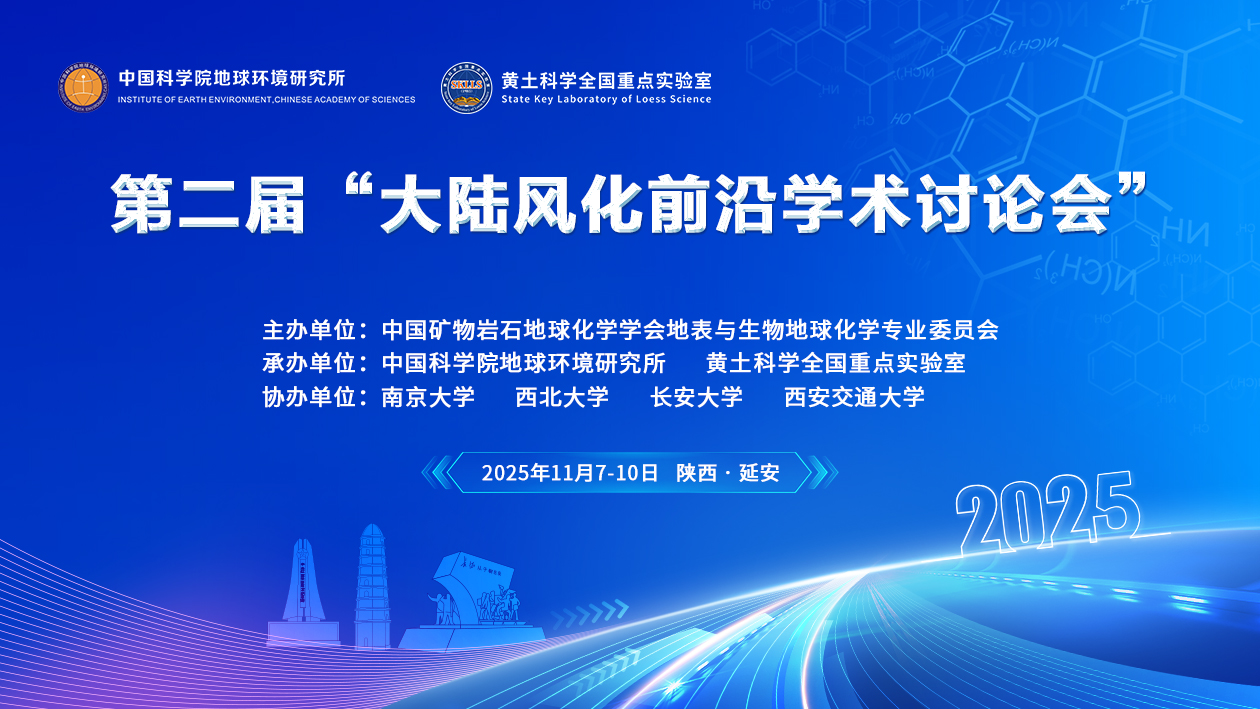 中国科学院地球环境研究所
INSTITUTE OF EARTH ENVIRONMENT,CHINESE ACADEMY OF SCIENCES
SKLLS
黄土科学全国重点实验室
State Key Laboratory of Loess Science
第二届“大陆风化前沿学术讨论会”
主办单位：中国矿物岩石地球化学学会地表与生物地球化学专业委员会
承办单位：中国科学院地球环境研究所 黄土科学全国重点实验室
协办单位：南京大学 西北大学 长安大学 西安交通大学
2025年11月7-10日 陕西·延安
2025